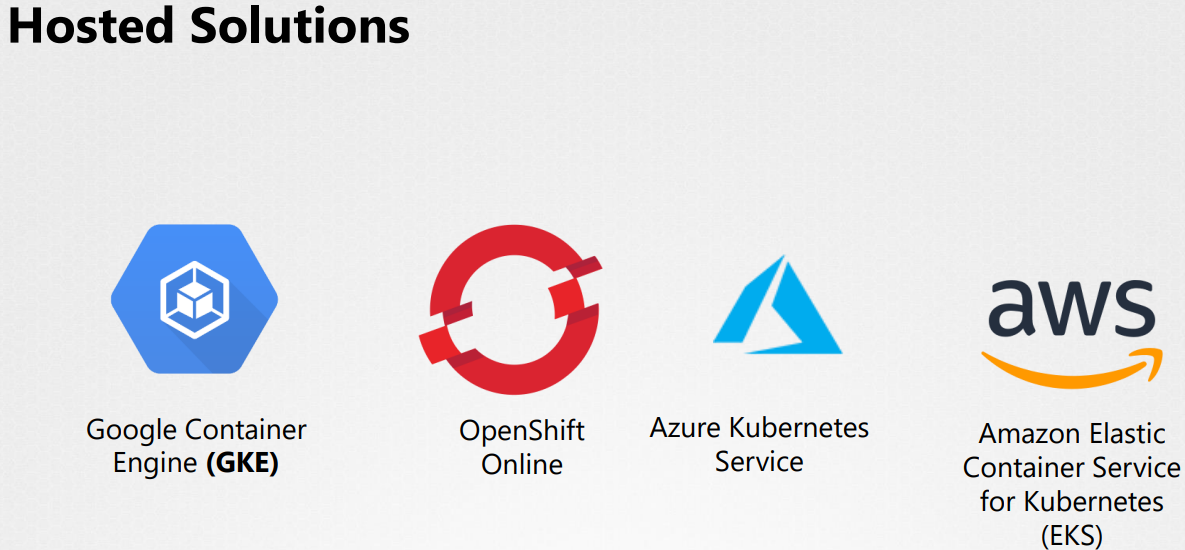 Hosted Solutions
aws
Google Container
Engine (GKE)
OpenShift
Online
Azure Kubernetes
Service
Amazon Elastic
Container Service
for Kubernetes
(EKS)